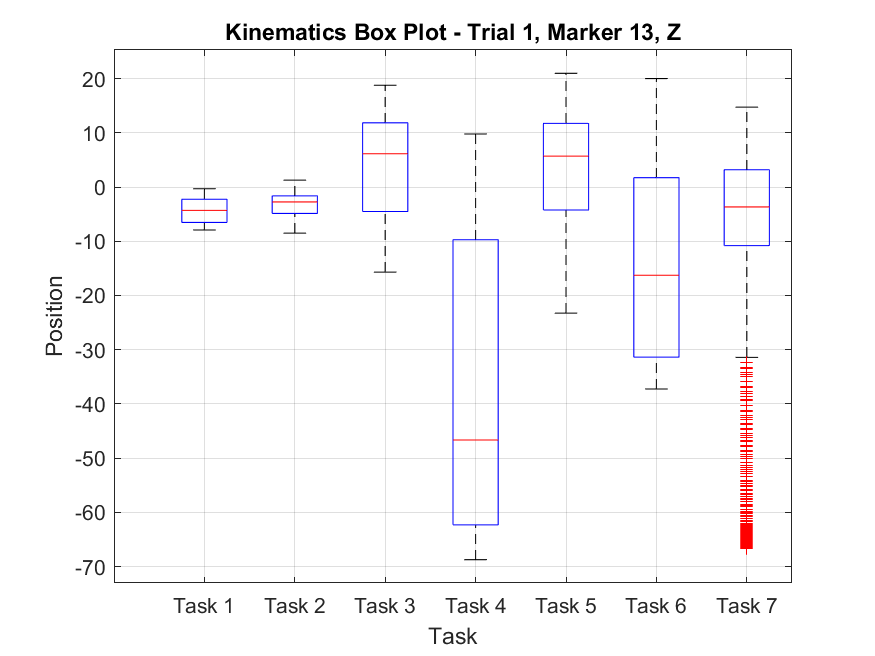 Kinematics Box Plot - Trial 1, Marker 13, Z
20
10
0
-10
-20
-30
-40
-50
-60
-70
Position
Task 1 Task 2 Task 3 Task 4 Task 5 Task 6 Task 7
Task